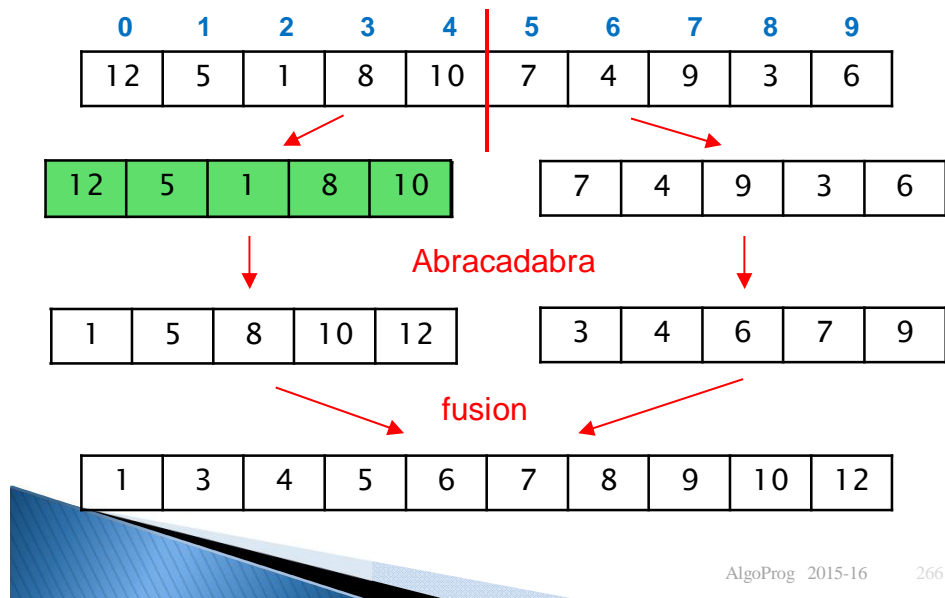 0 1 2 3 4 5 6 7 8 9
12 5 1 8 10 7 4 9 3 6
12 5 1 8 10 7 4 9 3 6
Abracadabra
1 5 8 10 12 3 4 6 7 9
fusion
1 3 4 5 6 7 8 9 10 12
AlgoProg 2015-16 266